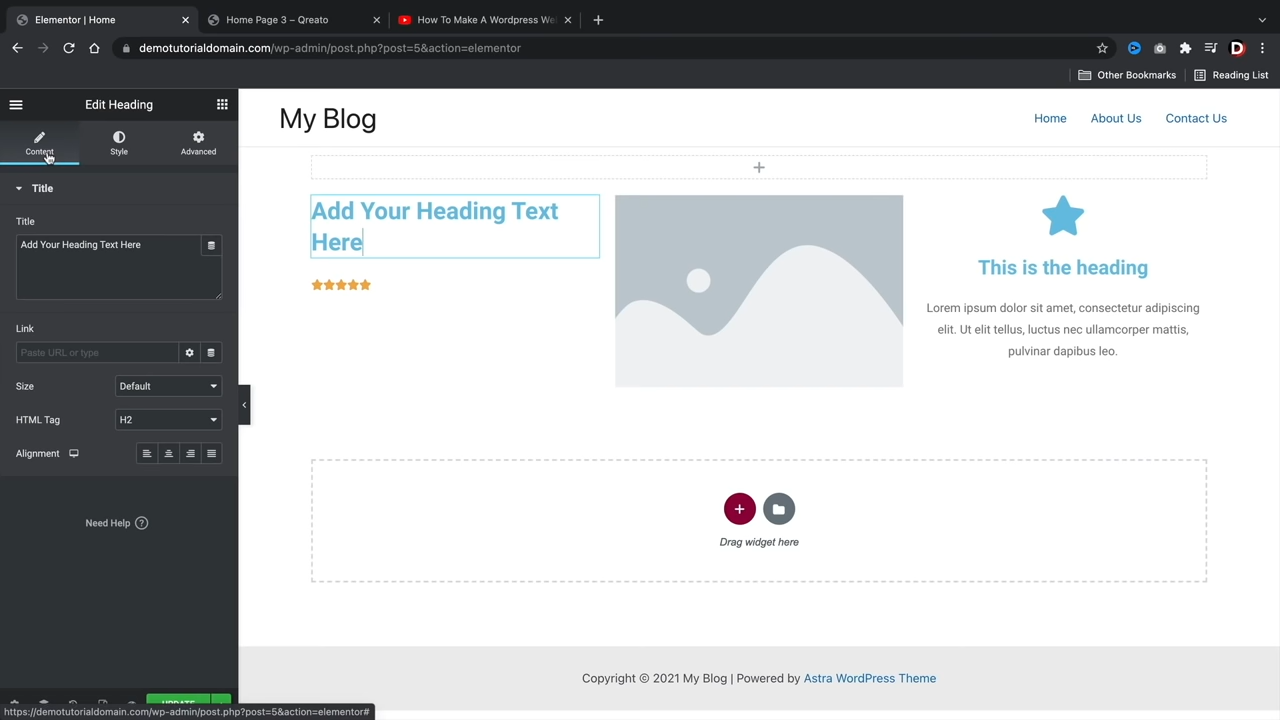 Elementor | Home
Home Page 3 – Qreato
How To Make A Wordpress We
demotutorialdomain.com/wp-admin/post.php?post=5&action=elementor
D
Other Bookmarks
Reading List
Edit Heading
Content
Style
Advanced
Title
Title
Add Your Heading Text Here
Link
Paste URL or type
Size
Default
HTML Tag
H2
Alignment
Need Help ?
UPDATE
https://demotutorialdomain.com/wp-admin/post.php?post=5&action=elementor#
My Blog
Home
About Us
Contact Us
Add Your Heading Text
Here
This is the heading
Lorem ipsum dolor sit amet, consectetur adipiscing
elit. Ut elit tellus, luctus nec ullamcorper mattis,
pulvinar dapibus leo.
Drag widget here
Copyright © 2021 My Blog | Powered by Astra WordPress Theme